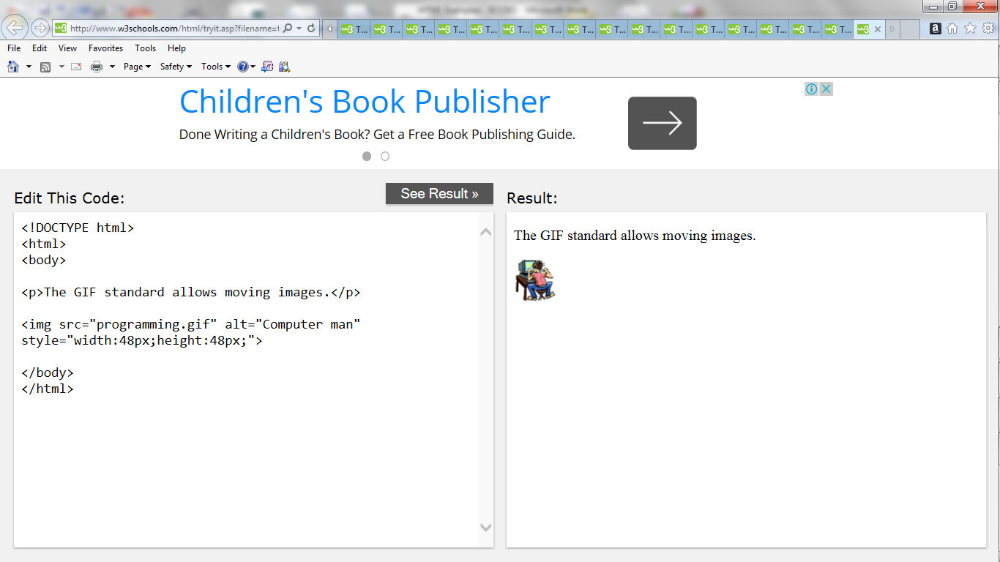 http://www.w3schools.com/html/tryit.asp?filename=t
T... T... T... T... T... T... T... T... T... T... T... T... T... T... T... T...
File Edit View Favorites Tools Help
Page Safety Tools
Children's Book Publisher
Done Writing a Children's Book? Get a Free Book Publishing Guide.
Edit This Code:
See Result »
Result:
<!DOCTYPE html>
<html>
<body>
<p>The GIF standard allows moving images.</p>
<img src="programming.gif" alt="Computer man"
style="width:48px;height:48px;">
</body>
</html>
The GIF standard allows moving images.